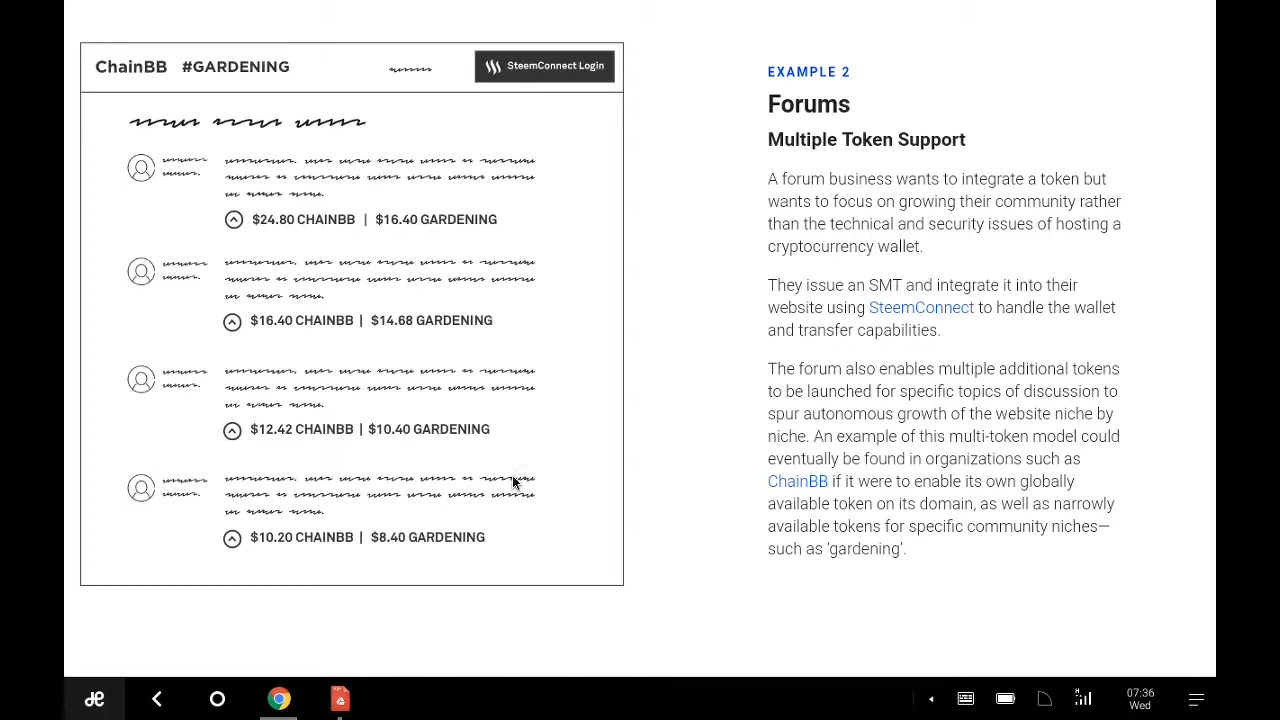 ChainBB #GARDENING
SteemConnect Login
$24.80 CHAINBB | $16.40 GARDENING
$16.40 CHAINBB | $14.68 GARDENING
$12.42 CHAINBB | $10.40 GARDENING
$10.20 CHAINBB | $8.40 GARDENING
EXAMPLE 2
Forums
Multiple Token Support
A forum business wants to integrate a token but
wants to focus on growing their community rather
than the technical and security issues of hosting a
cryptocurrency wallet.
They issue an SMT and integrate it into their
website using SteemConnect to handle the wallet
and transfer capabilities.
The forum also enables multiple additional tokens
to be launched for specific topics of discussion to
spur autonomous growth of the website niche by
niche. An example of this multi-token model could
eventually be found in organizations such as
ChainBB if it were to enable its own globally
available token on its domain, as well as narrowly
available tokens for specific community niches—
such as ‘gardening’.
07:36
Wed